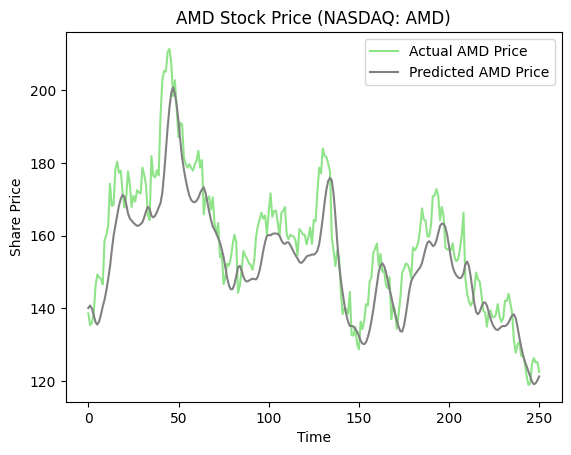 AMD Stock Price (NASDAQ: AMD)
Actual AMD Price
Predicted AMD Price
Share Price
200
180
160
140
120
0 50 100 150 200 250
Time